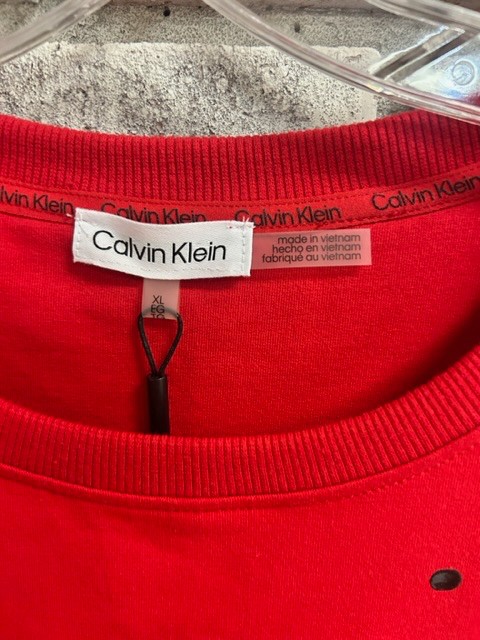 lvin Klein Calvin Klein Calvin Klein Calvin Klein
Calvin Klein
made in vietnam
hecho en vietnam
fabriqué au vietnam
XL
EG